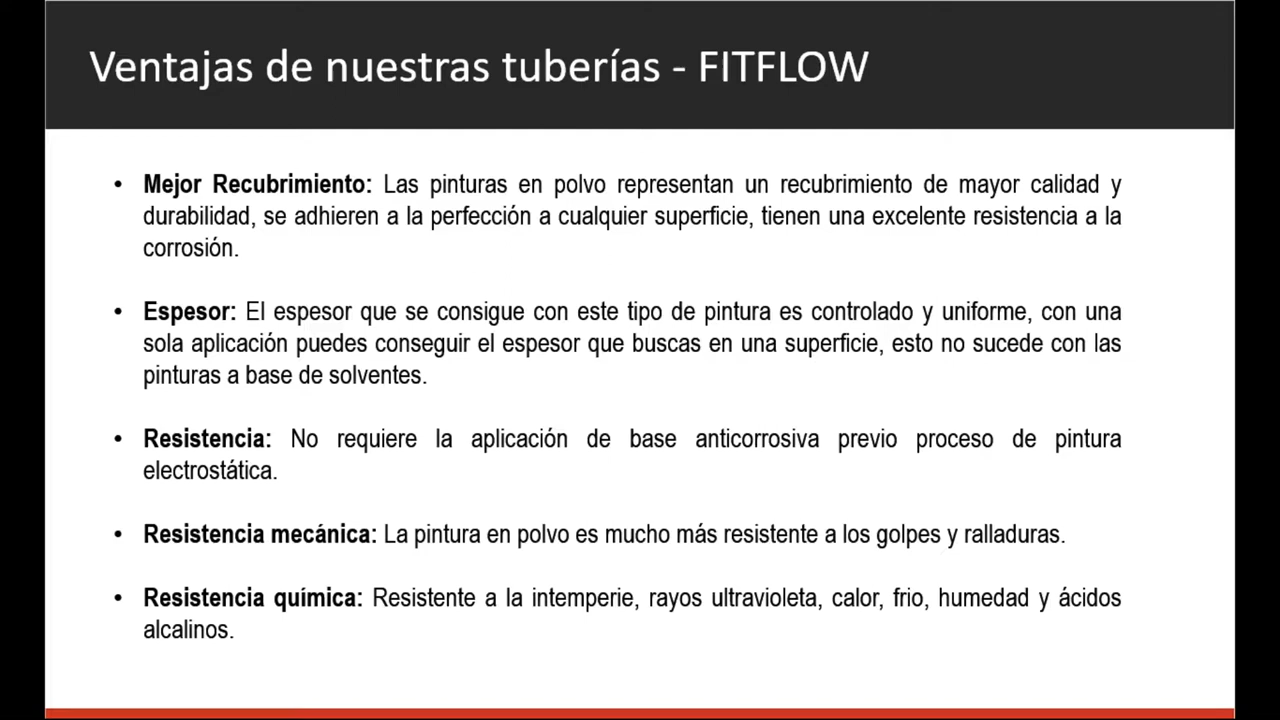 Ventajas de nuestras tuberías - FITFLOW
• Mejor Recubrimiento: Las pinturas en polvo representan un recubrimiento de mayor calidad y
durabilidad, se adhieren a la perfección a cualquier superficie, tienen una excelente resistencia a la
corrosión.
• Espesor: El espesor que se consigue con este tipo de pintura es controlado y uniforme, con una
sola aplicación puedes conseguir el espesor que buscas en una superficie, esto no sucede con las
pinturas a base de solventes.
• Resistencia: No requiere la aplicación de base anticorrosiva previo proceso de pintura
electrostática.
• Resistencia mecánica: La pintura en polvo es mucho más resistente a los golpes y ralladuras.
• Resistencia química: Resistente a la intemperie, rayos ultravioleta, calor, frio, humedad y ácidos
alcalinos.